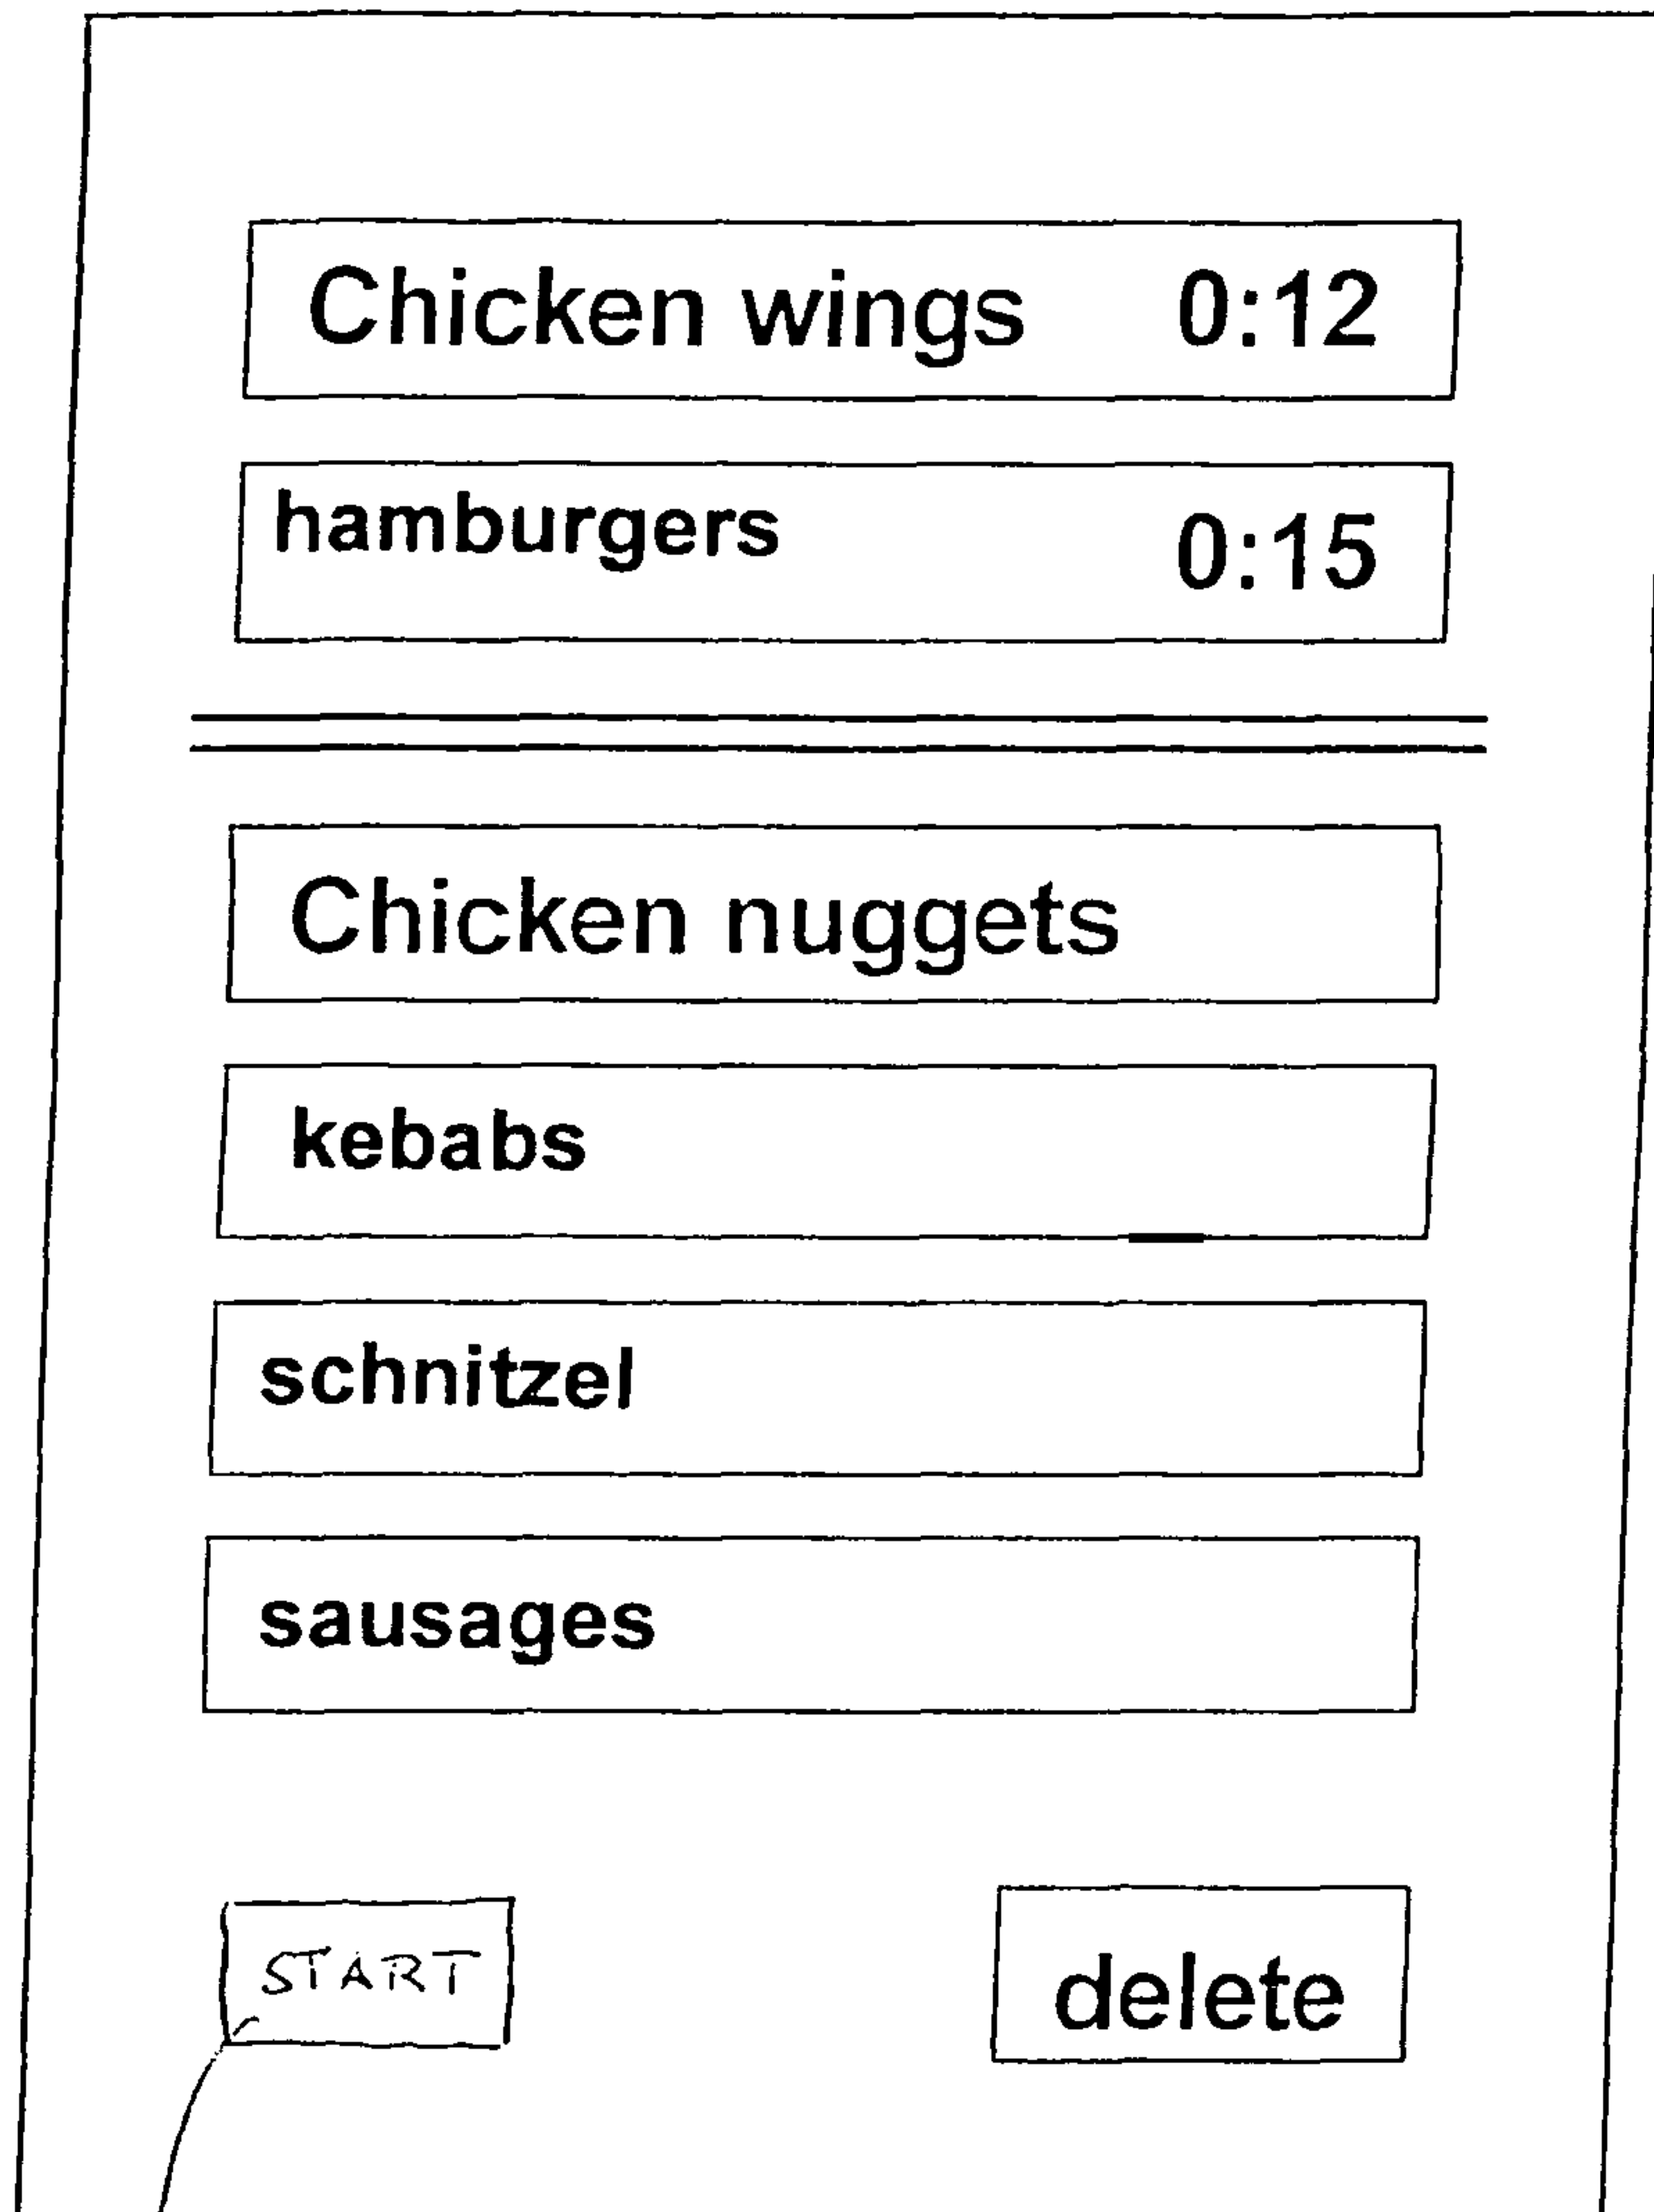 Chicken wings 0:12
hamburgers 0:15
Chicken nuggets
kebabs
schnitzel
sausages
START delete